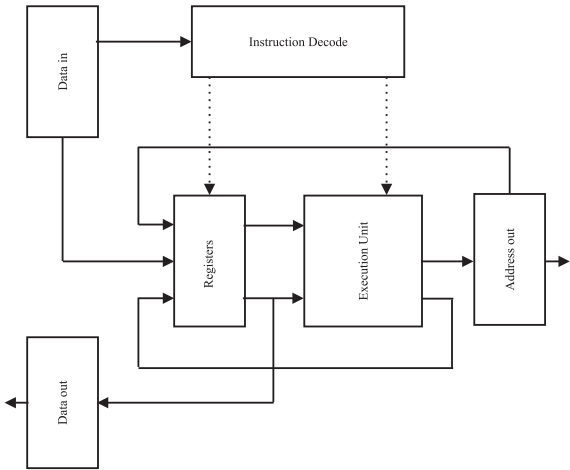 Data in
Instruction Decode
Registers
Execution Unit
Address out
Data out